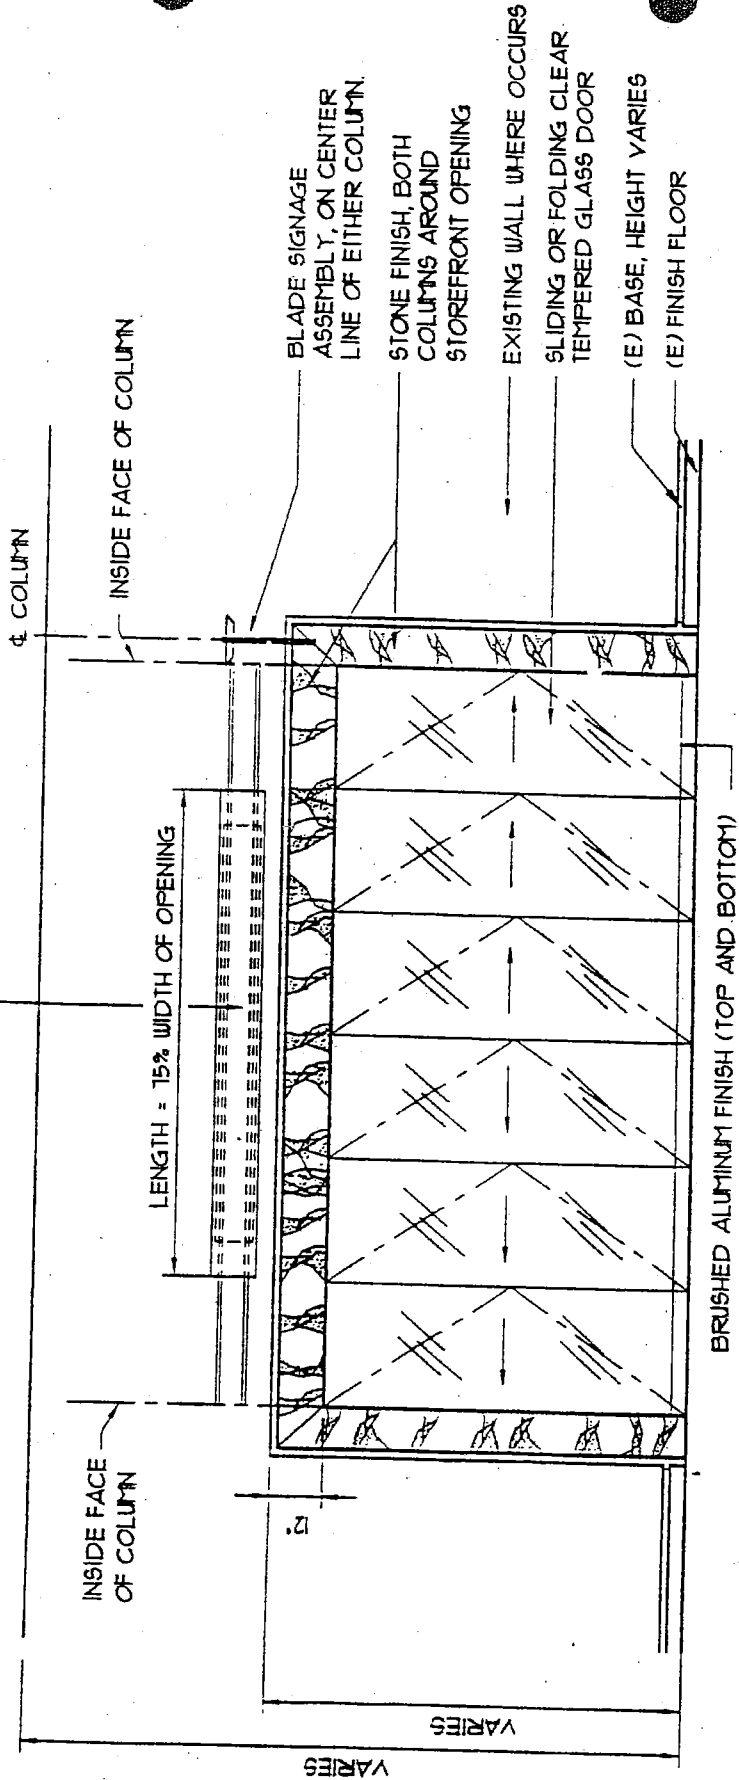 ℄ COLUMN
INSIDE FACE OF COLUMN
BLADE SIGNAGE
ASSEMBLY, ON CENTER
LINE OF EITHER COLUMN.
STONE FINISH, BOTH
COLUMNS AROUND
STOREFRONT OPENING
EXISTING WALL WHERE OCCURS
SLIDING OR FOLDING CLEAR
TEMPERED GLASS DOOR
(E) BASE, HEIGHT VARIES
(E) FINISH FLOOR
LENGTH = 75% WIDTH OF OPENING
INSIDE FACE
OF COLUMN
12"
VARIES
VARIES
BRUSHED ALUMINUM FINISH (TOP AND BOTTOM)